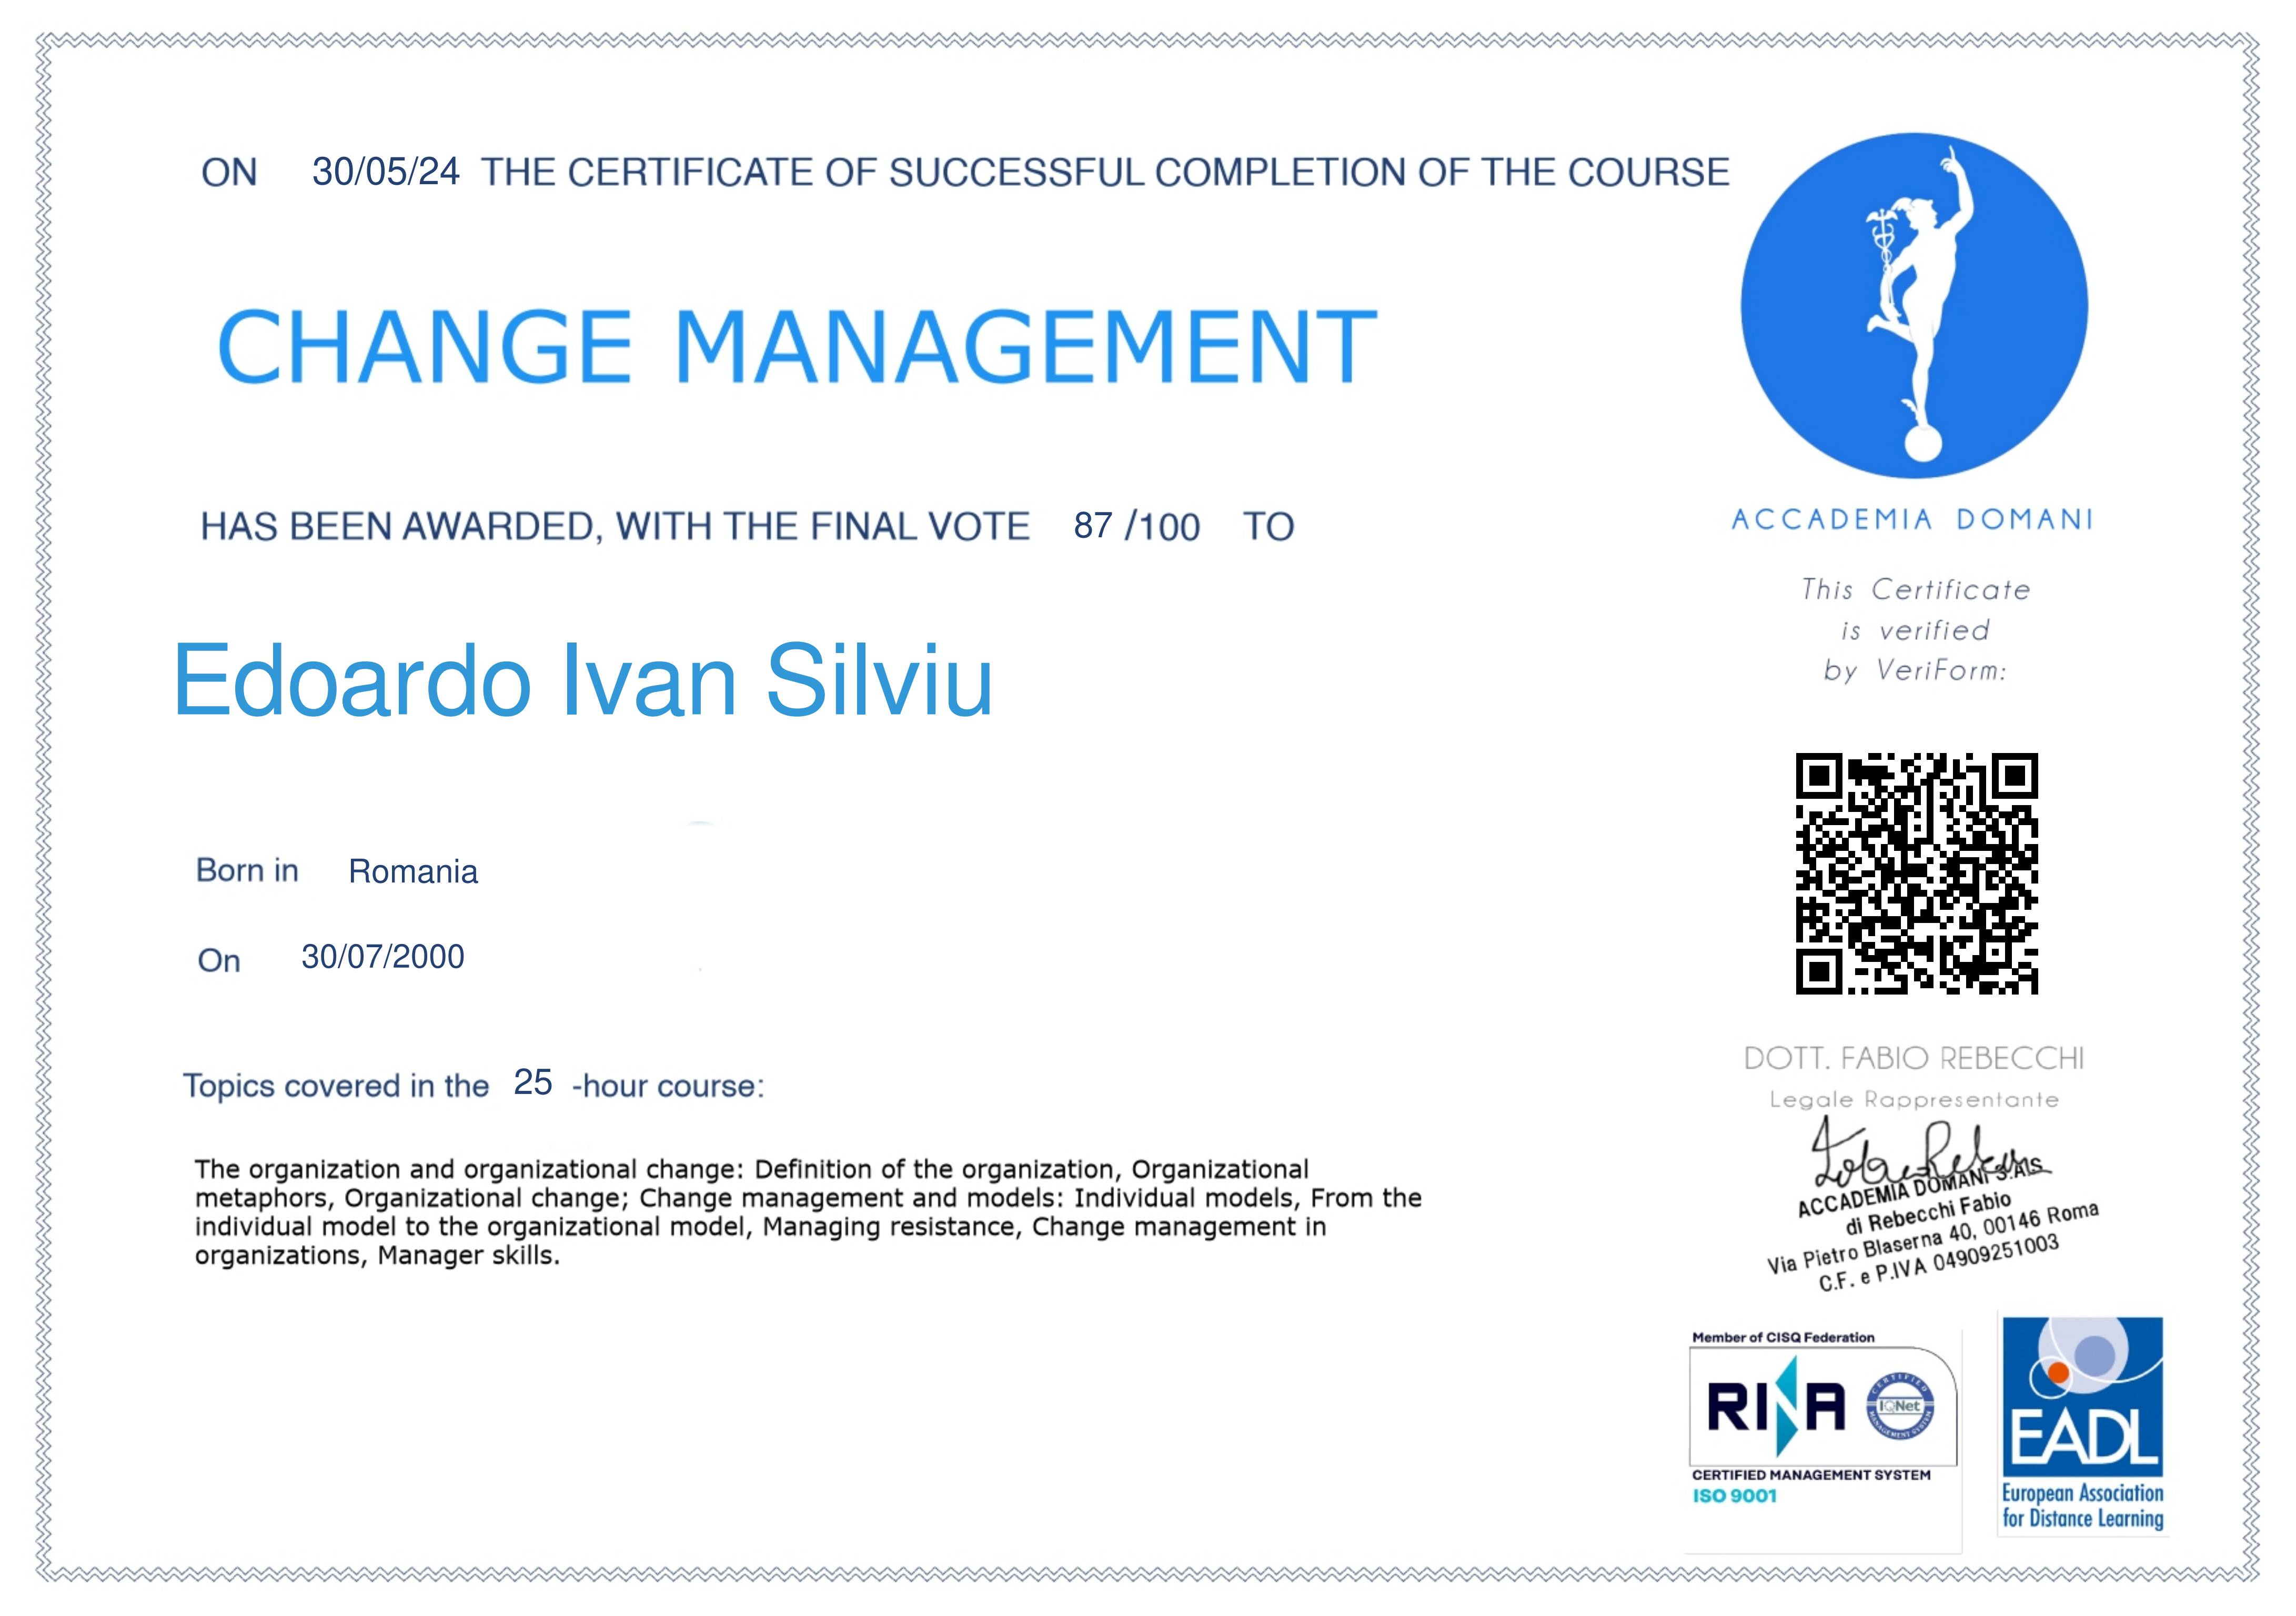 ON 30/05/24 THE CERTIFICATE OF SUCCESSFUL COMPLETION OF THE COURSE
CHANGE MANAGEMENT
HAS BEEN AWARDED, WITH THE FINAL VOTE 87 /100 TO
Edoardo Ivan Silviu
Born in Romania
On 30/07/2000
Topics covered in the 25 -hour course:
The organization and organizational change: Definition of the organization, Organizational
metaphors, Organizational change; Change management and models: Individual models, From the
individual model to the organizational model, Managing resistance, Change management in
organizations, Manager skills.
ACCADEMIA DOMANI
This Certificate
is verified
by VeriForm:
DOTT. FABIO REBECCHI
Legale Rappresentante
ACCADEMIA DOMANI S.A.S.
di Rebecchi Fabio
Via Pietro Blaserna 40, 00146 Roma
C.F. e P.IVA 04909251003
Member of CISQ Federation
RINA
CERTIFIED
IQNet
MANAGEMENT SYSTEM
CERTIFIED MANAGEMENT SYSTEM
ISO 9001
EADL
European Association
for Distance Learning